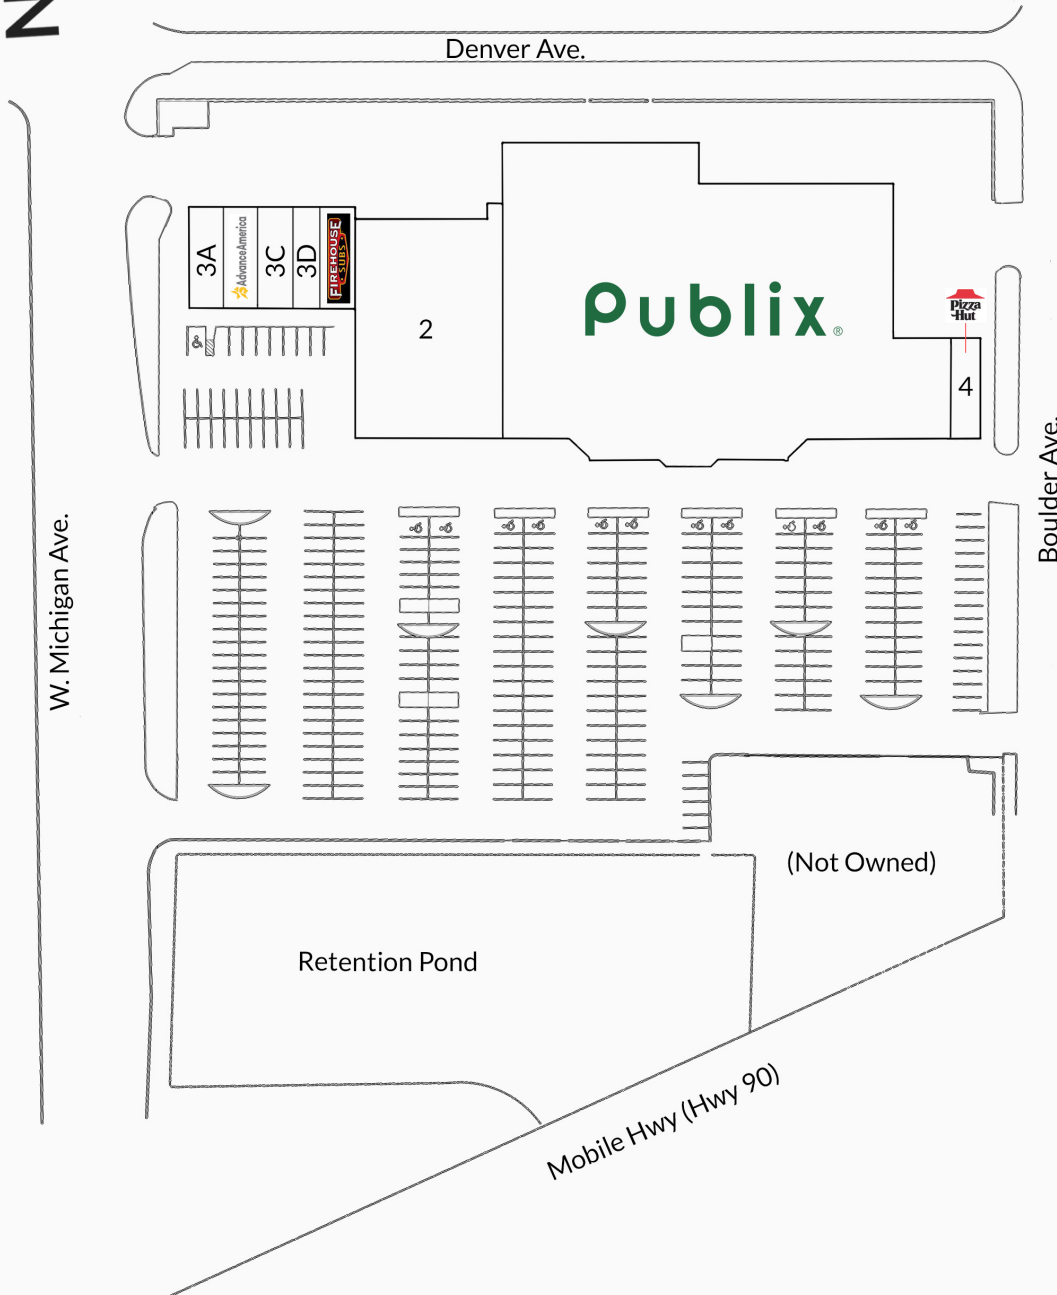 N
Denver Ave.
3A
AdvanceAmerica
3C
3D
FIREHOUSE
SUBS
2
Publix®
Pizza
Hut
4
W. Michigan Ave.
Boulder Ave.
(Not Owned)
Retention Pond
Mobile Hwy (Hwy 90)